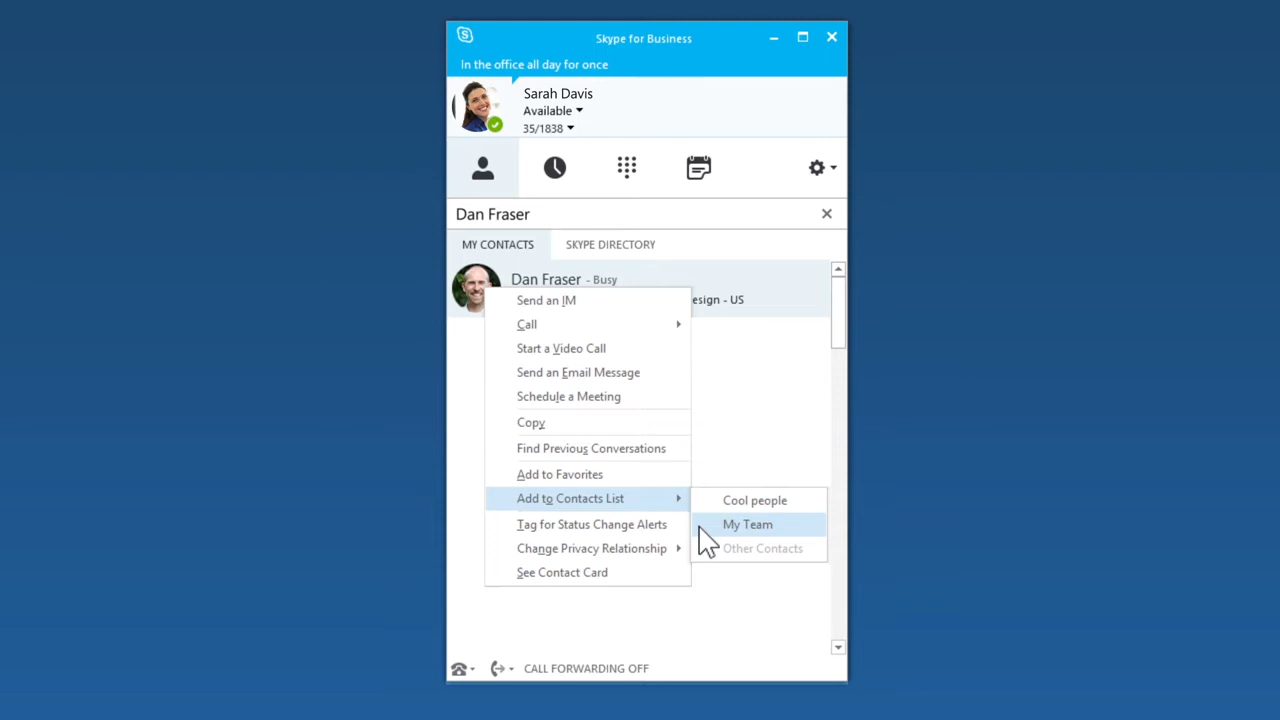 Skype for Business
In the office all day for once
Sarah Davis
Available
35/1838
Dan Fraser
MY CONTACTS
SKYPE DIRECTORY
Dan Fraser - Busy
esign - US
Send an IM
Call
Start a Video Call
Send an Email Message
Schedule a Meeting
Copy
Find Previous Conversations
Add to Favorites
Add to Contacts List
Tag for Status Change Alerts
Change Privacy Relationship
See Contact Card
Cool people
My Team
Other Contacts
CALL FORWARDING OFF